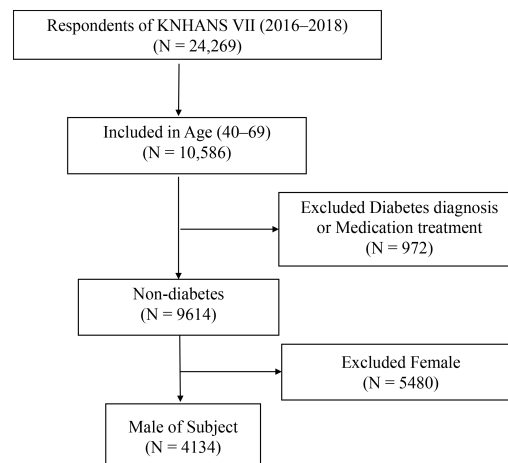 Respondents of KNHANS VII (2016–2018)
(N = 24,269)
Included in Age (40–69)
(N = 10,586)
Excluded Diabetes diagnosis
or Medication treatment
(N = 972)
Non-diabetes
(N = 9614)
Excluded Female
(N = 5480)
Male of Subject
(N = 4134)